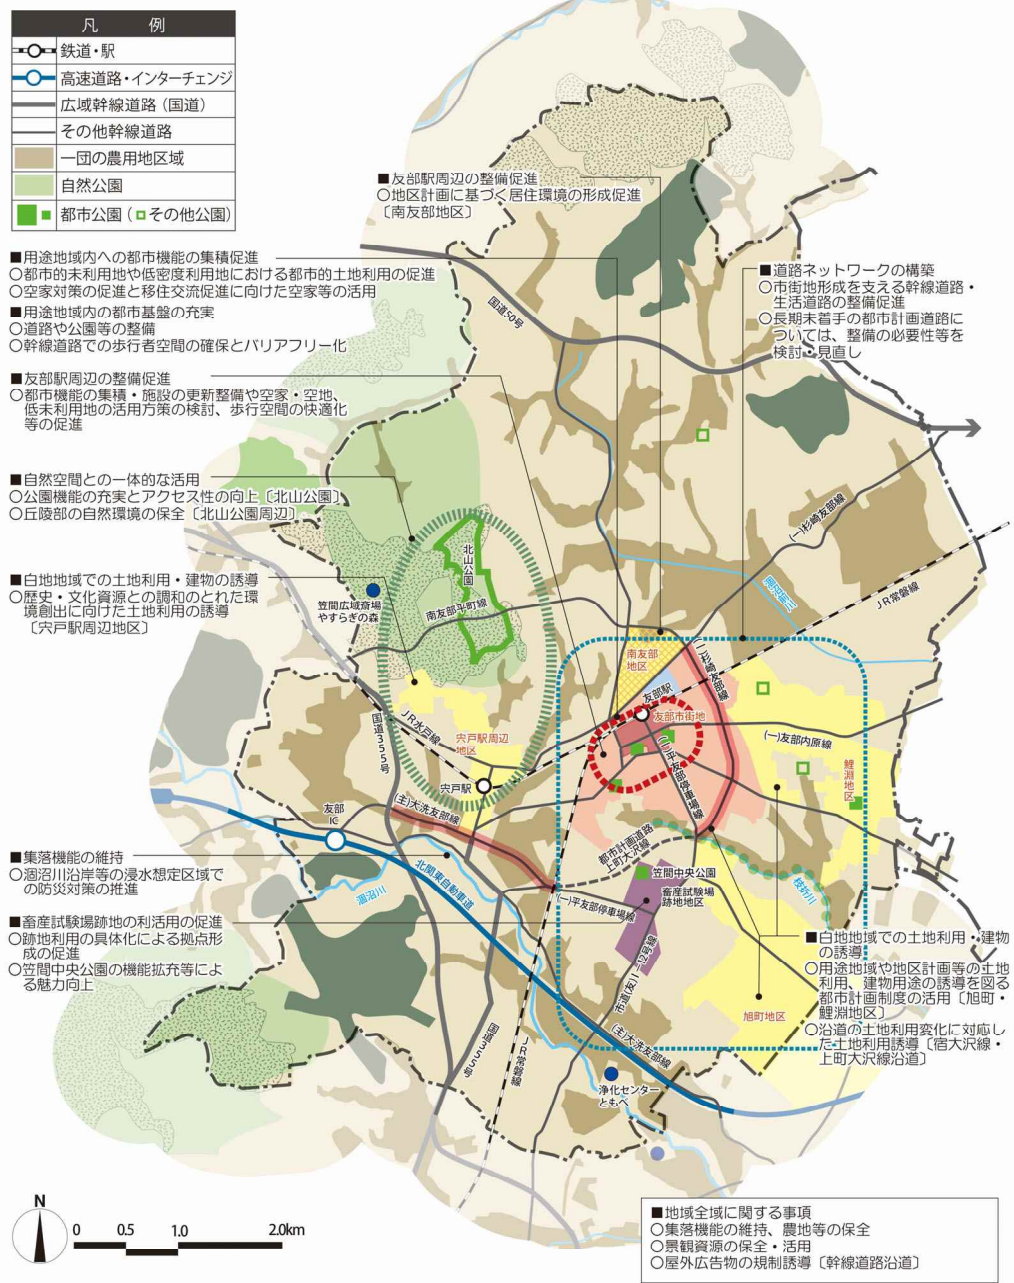 凡　例
鉄道・駅
高速道路・インターチェンジ
広域幹線道路（国道）
その他幹線道路
一団の農用地区域
自然公園
都市公園（その他公園）
■友部駅周辺の整備促進
○地区計画に基づく居住環境の形成促進
〔南友部地区〕
■用途地域内への都市機能の集積促進
○都市的未利用地や低密度利用地における都市的土地利用の促進
○空家対策の促進と移住交流促進に向けた空家等の活用
■用途地域内の都市基盤の充実
○道路や公園等の整備
○幹線道路での歩行者空間の確保とバリアフリー化
■友部駅周辺の整備促進
○都市機能の集積・施設の更新整備や空家・空地、
低未利用地の活用方策の検討、歩行空間の快適化
等の促進
■自然空間との一体的な活用
○公園機能の充実とアクセス性の向上〔北山公園〕
○丘陵部の自然環境の保全〔北山公園周辺〕
■白地地域での土地利用・建物の誘導
○歴史・文化資源との調和のとれた環
境創出に向けた土地利用の誘導
〔宍戸駅周辺地区〕
■集落機能の維持
○涸沼川沿岸等の浸水想定区域で
の防災対策の推進
■畜産試験場跡地の利活用の促進
○跡地利用の具体化による拠点形
成の促進
○笠間中央公園の機能拡充等によ
る魅力向上
■道路ネットワークの構築
○市街地形成を支える幹線道路・
生活道路の整備促進
○長期未着手の都市計画道路に
ついては、整備の必要性等を
検討・見直し
■白地地域での土地利用・建物
の誘導
○用途地域や地区計画等の土地
利用、建物用途の誘導を図る
都市計画制度の活用〔旭町・
鯉淵地区〕
○沿道の土地利用変化に対応し
た土地利用誘導〔宿大沢線・
上町大沢線沿道〕
国道50号
(一)杉崎友部線
涸沼前川
JR常磐線
北山公園
笠間広域斎場
やすらぎの森
南友部平町線
南友部
地区
(一)杉崎友部線
友部駅
友部市街地
(一)友部内原線
(一)平友部停車場線
鯉淵
地区
国道355号
JR水戸線
宍戸駅周辺
地区
宍戸駅
(主)大洗友部線
友部
IC
北関東自動車道
涸沼川
都市計画道路
上町大沢線
笠間中央公園
畜産試験場
跡地地区
枝折川
(一)平友部停車場線
市道(友)1－12号線
旭町地区
国道355号
JR常磐線
(主)大洗友部線
浄化センター
ともべ
N
0 0.5 1.0 2.0km
■地域全域に関する事項
○集落機能の維持、農地等の保全
○景観資源の保全・活用
○屋外広告物の規制誘導〔幹線道路沿道〕